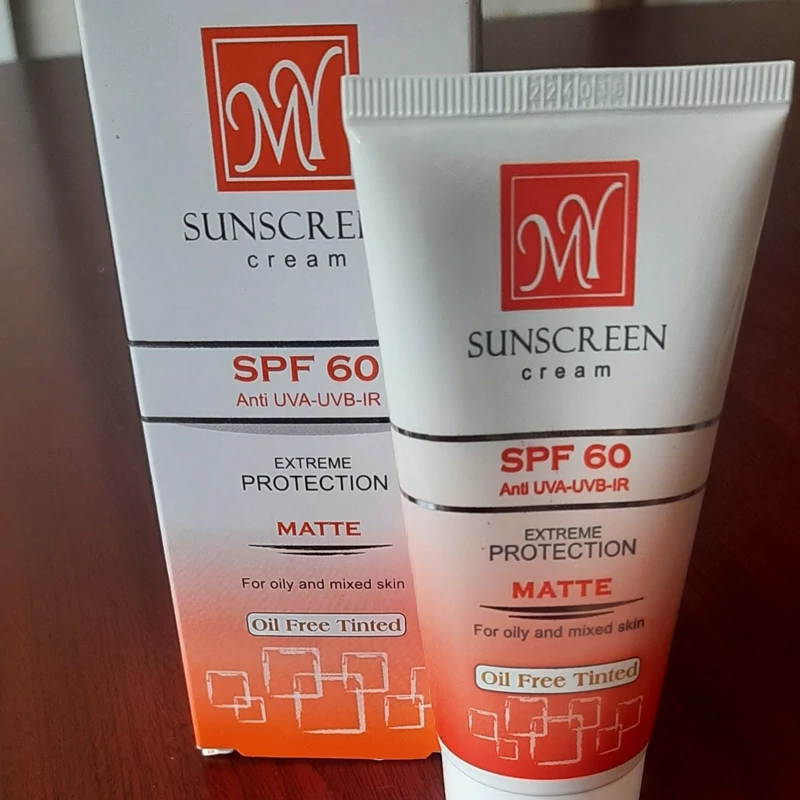 MY
SUNSCREE
cream
SPF 60
Anti UVA-UVB-IR
EXTREME
PROTECTION
MATTE
For oily and mixed skin
Oil Free Tinted
MY
SUNSCREEN
cream
SPF 60
Anti UVA-UVB-IR
EXTREME
PROTECTION
MATTE
For oily and mixed skin
Oil Free Tinted